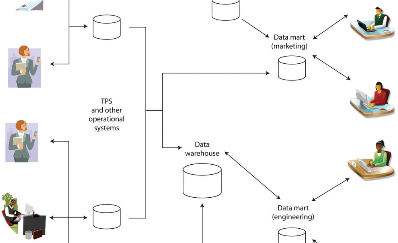 Data mart
(marketing)
TPS
and other
operational
systems
Data
warehouse
Data mart
(engineering)